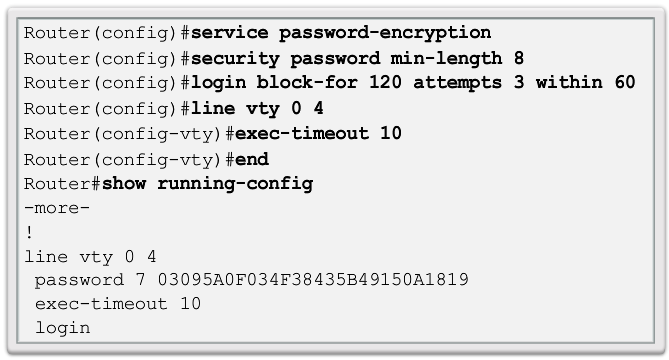 Router(config)#service password-encryption
Router(config)#security password min-length 8
Router(config)#login block-for 120 attempts 3 within 60
Router(config)#line vty 0 4
Router(config-vty)#exec-timeout 10
Router(config-vty)#end
Router#show running-config
-more-
!
line vty 0 4
 password 7 03095A0F034F38435B49150A1819
 exec-timeout 10
 login